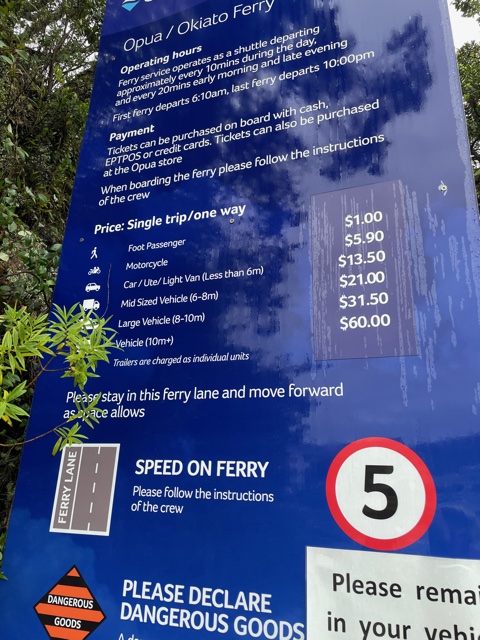 Opua / Okiato Ferry
Operating hours
Ferry service operates as a shuttle departing
approximately every 10mins during the day,
and every 20mins early morning and late evening
First ferry departs 6:10am, last ferry departs 10:00pm
Payment
Tickets can be purchased on board with cash,
EPTPOS or credit cards. Tickets can also be purchased
at the Opua store
When boarding the ferry please follow the instructions
of the crew
Price: Single trip/one way
Foot Passenger $1.00
Motorcycle $5.90
Car / Ute/ Light Van (Less than 6m) $13.50
Mid Sized Vehicle (6-8m) $21.00
Large Vehicle (8-10m) $31.50
Vehicle (10m+) $60.00
Trailers are charged as individual units
Please stay in this ferry lane and move forward
as space allows
FERRY LANE
SPEED ON FERRY
Please follow the instructions
of the crew
5
DANGEROUS
GOODS
PLEASE DECLARE
DANGEROUS GOODS
Please remai
in your vehi